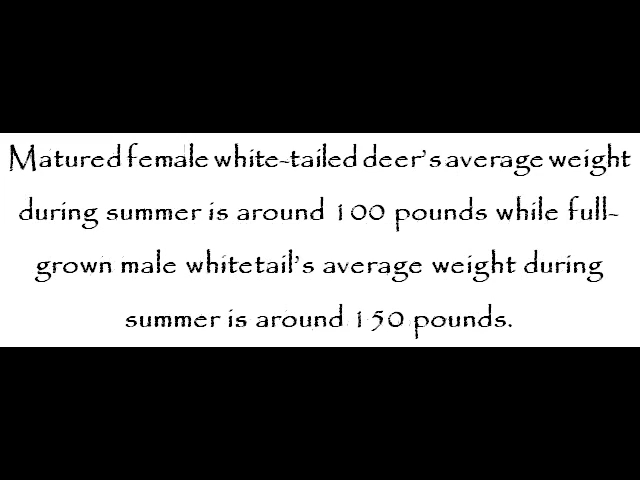 Matured female white-tailed deer's average weight
during summer is around 100 pounds while full-
grown male whitetail's average weight during
summer is around 150 pounds.